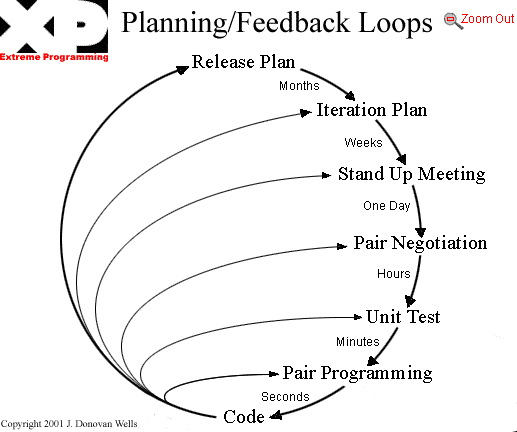 XP
Extreme Programming
Planning/Feedback Loops
Zoom Out
Release Plan
Months
Iteration Plan
Weeks
Stand Up Meeting
One Day
Pair Negotiation
Hours
Unit Test
Minutes
Pair Programming
Seconds
Code
Copyright 2001 J. Donovan Wells